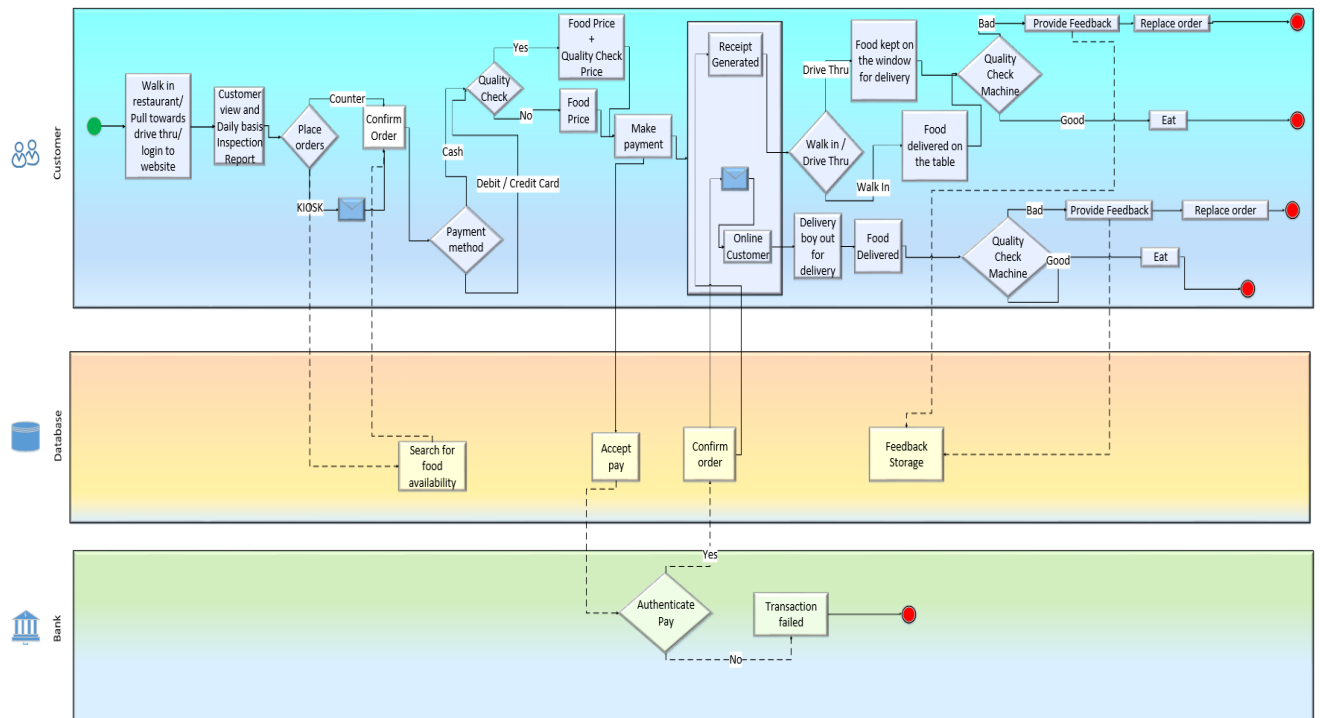 Customer
Walk in
restaurant/
Pull towards
drive thru/
login to
website
Customer
view and
Daily basis
Inspection
Report
Place
orders
Counter
KIOSK
Confirm
Order
Payment
method
Cash
Debit / Credit Card
Quality
Check
Yes
No
Food Price
+
Quality Check
Price
Food
Price
Make
payment
Receipt
Generated
Online
Customer
Walk in /
Drive Thru
Drive Thru
Walk In
Food kept on
the window
for delivery
Food
delivered on
the table
Quality
Check
Machine
Bad
Provide Feedback
Replace order
Good
Eat
Delivery
boy out
for
delivery
Food
Delivered
Quality
Check
Machine
Bad
Provide Feedback
Replace order
Good
Eat
Database
Search for
food
availability
Accept
pay
Confirm
order
Feedback
Storage
Bank
Authenticate
Pay
Yes
No
Transaction
failed